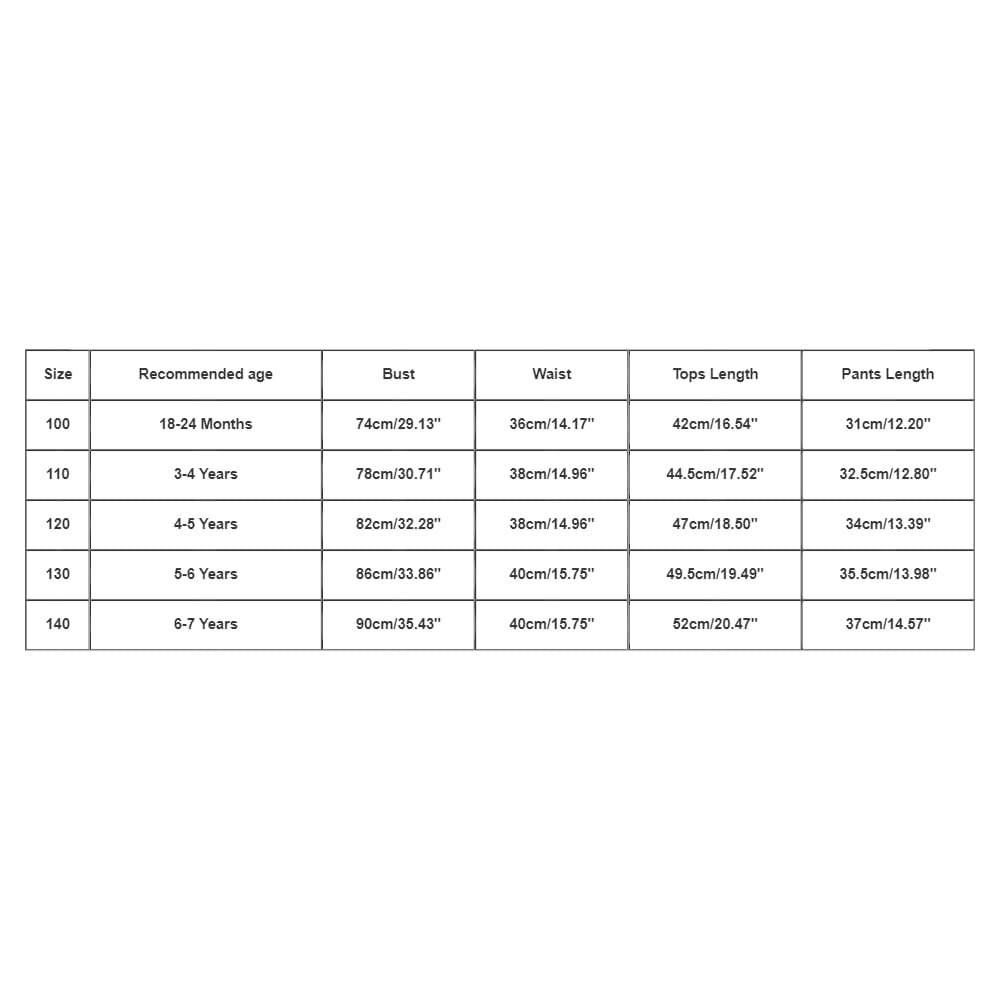 Size Recommended age Bust Waist Tops Length Pants Length
100 18-24 Months 74cm/29.13" 36cm/14.17" 42cm/16.54" 31cm/12.20"
110 3-4 Years 78cm/30.71" 38cm/14.96" 44.5cm/17.52" 32.5cm/12.80"
120 4-5 Years 82cm/32.28" 38cm/14.96" 47cm/18.50" 34cm/13.39"
130 5-6 Years 86cm/33.86" 40cm/15.75" 49.5cm/19.49" 35.5cm/13.98"
140 6-7 Years 90cm/35.43" 40cm/15.75" 52cm/20.47" 37cm/14.57"